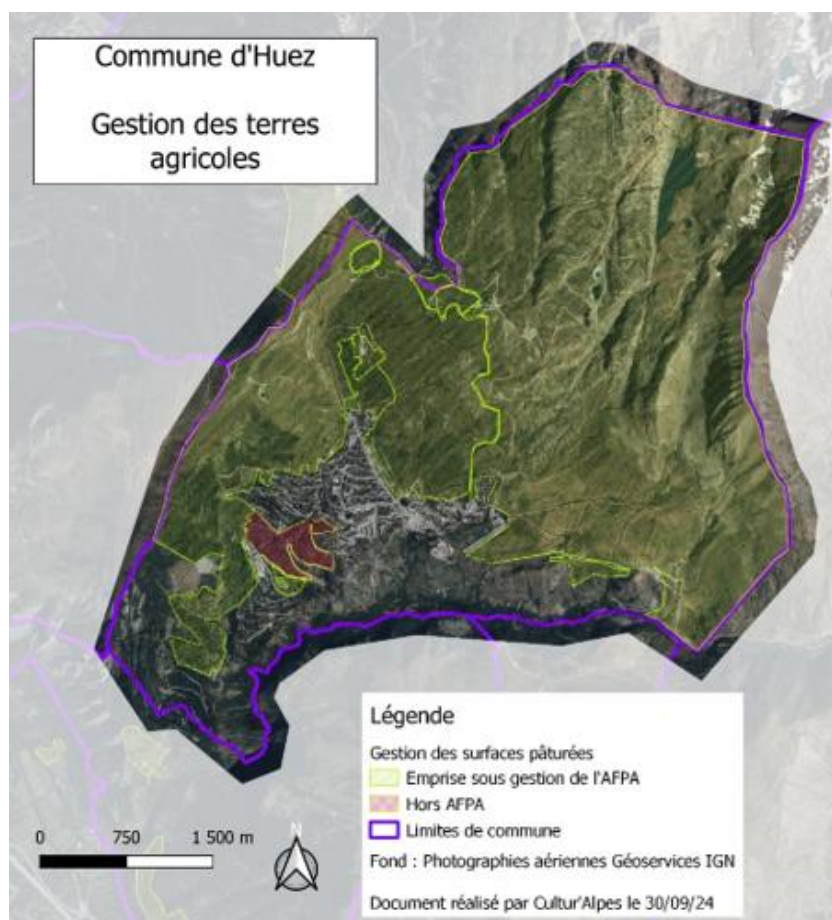 Commune d'Huez
Gestion des terres
agricoles
Légende
Gestion des surfaces pâturées
Emprise sous gestion de l'AFPA
Hors AFPA
Limites de commune
Fond : Photographies aériennes Géoservices IGN
Document réalisé par Cultur'Alpes le 30/09/24
0 750 1 500 m
N